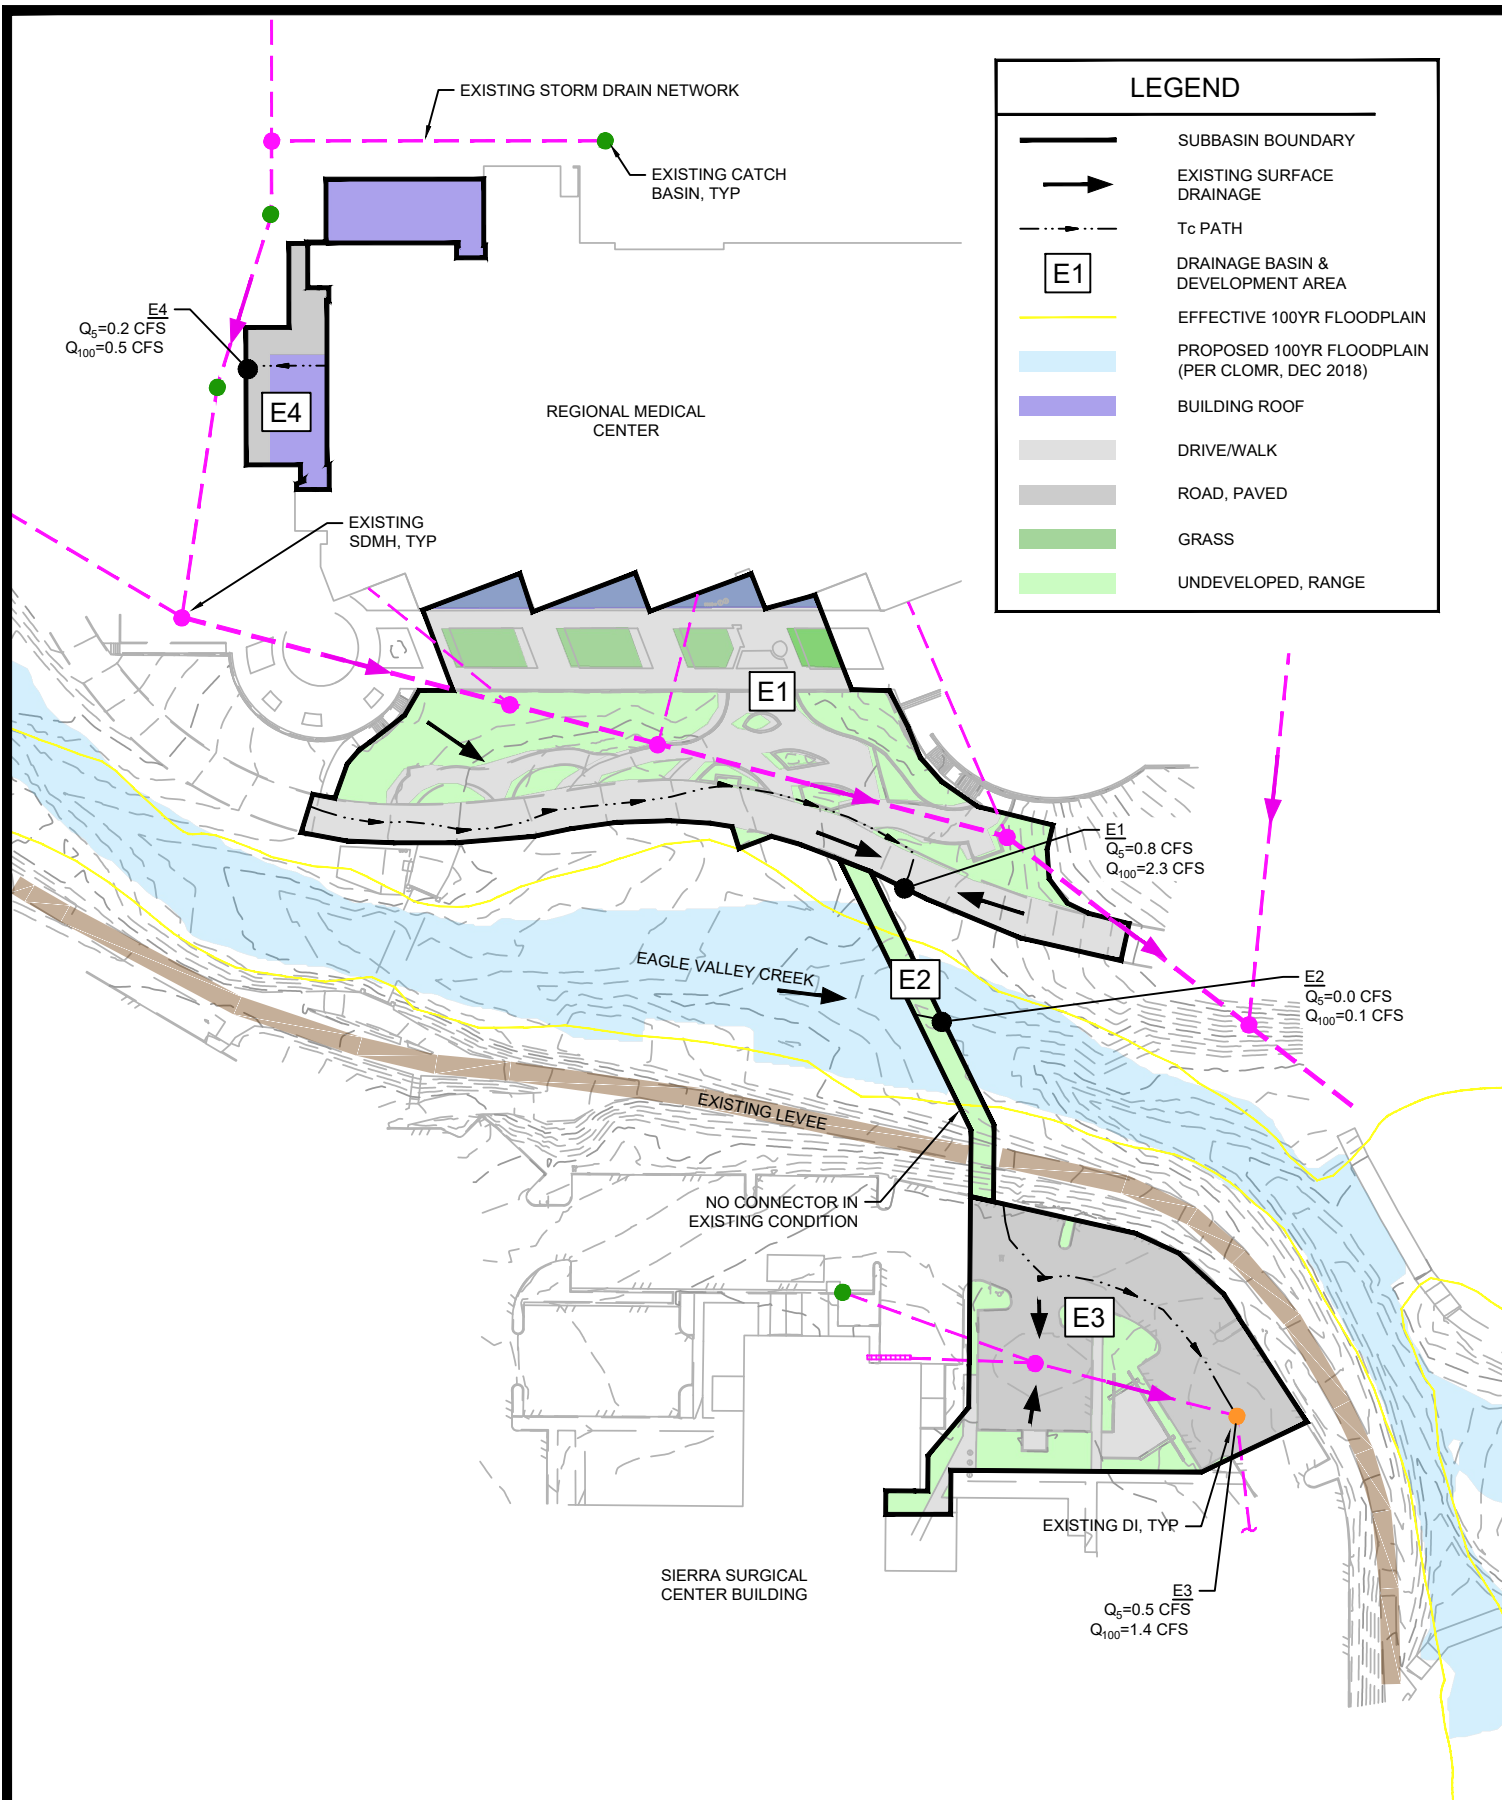 EXISTING STORM DRAIN NETWORK
EXISTING CATCH
BASIN, TYP
LEGEND
SUBBASIN BOUNDARY
EXISTING SURFACE
DRAINAGE
Tc PATH
E1
DRAINAGE BASIN &
DEVELOPMENT AREA
EFFECTIVE 100YR FLOODPLAIN
PROPOSED 100YR FLOODPLAIN
(PER CLOMR, DEC 2018)
BUILDING ROOF
DRIVE/WALK
ROAD, PAVED
GRASS
UNDEVELOPED, RANGE
E4
Q5=0.2 CFS
Q100=0.5 CFS
E4
REGIONAL MEDICAL
CENTER
EXISTING
SDMH, TYP
E1
E1
Q5=0.8 CFS
Q100=2.3 CFS
EAGLE VALLEY CREEK
E2
E2
Q5=0.0 CFS
Q100=0.1 CFS
EXISTING LEVEE
NO CONNECTOR IN
EXISTING CONDITION
E3
EXISTING DI, TYP
SIERRA SURGICAL
CENTER BUILDING
E3
Q5=0.5 CFS
Q100=1.4 CFS